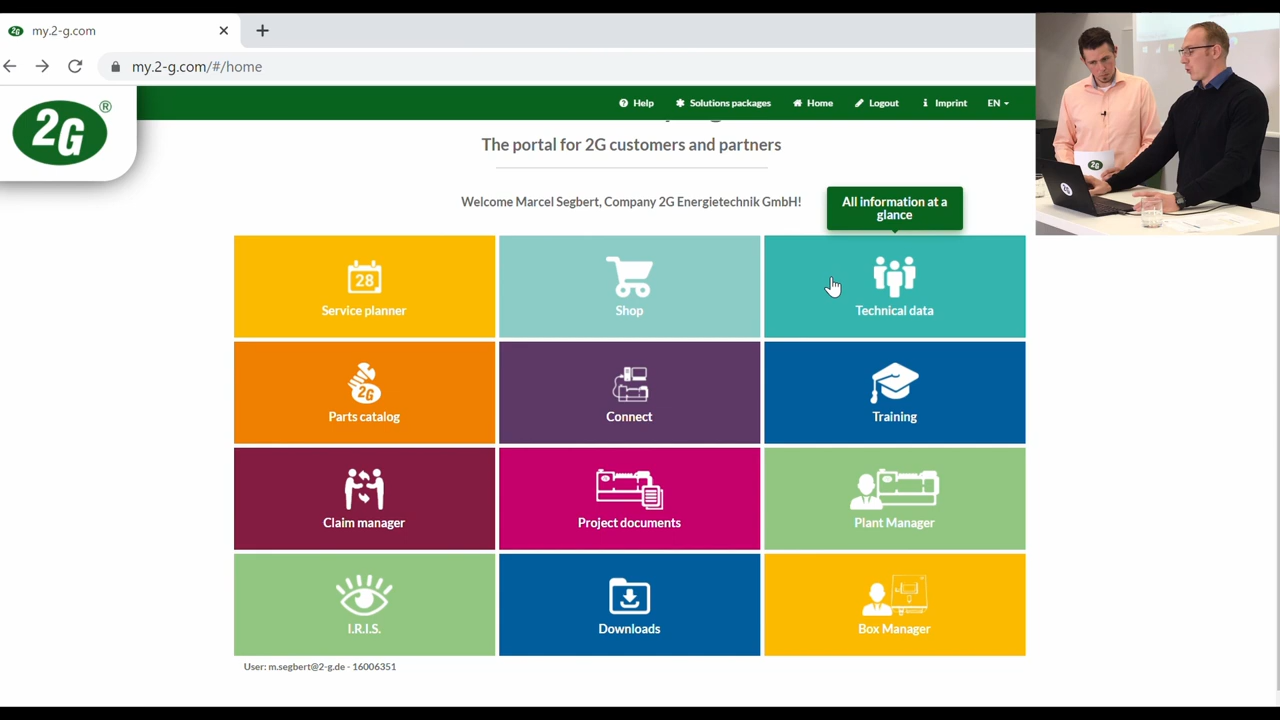 2G my.2-g.com
my.2-g.com/#/home
2G ®
Help
Solutions packages
Home
Logout
Imprint
EN
The portal for 2G customers and partners
Welcome Marcel Segbert, Company 2G Energietechnik GmbH!
All information at a
glance
28
Service planner
Shop
Technical data
2G
Parts catalog
Connect
Training
Claim manager
Project documents
Plant Manager
I.R.I.S.
Downloads
Box Manager
User: m.segbert@2-g.de - 16006351
2G
2G